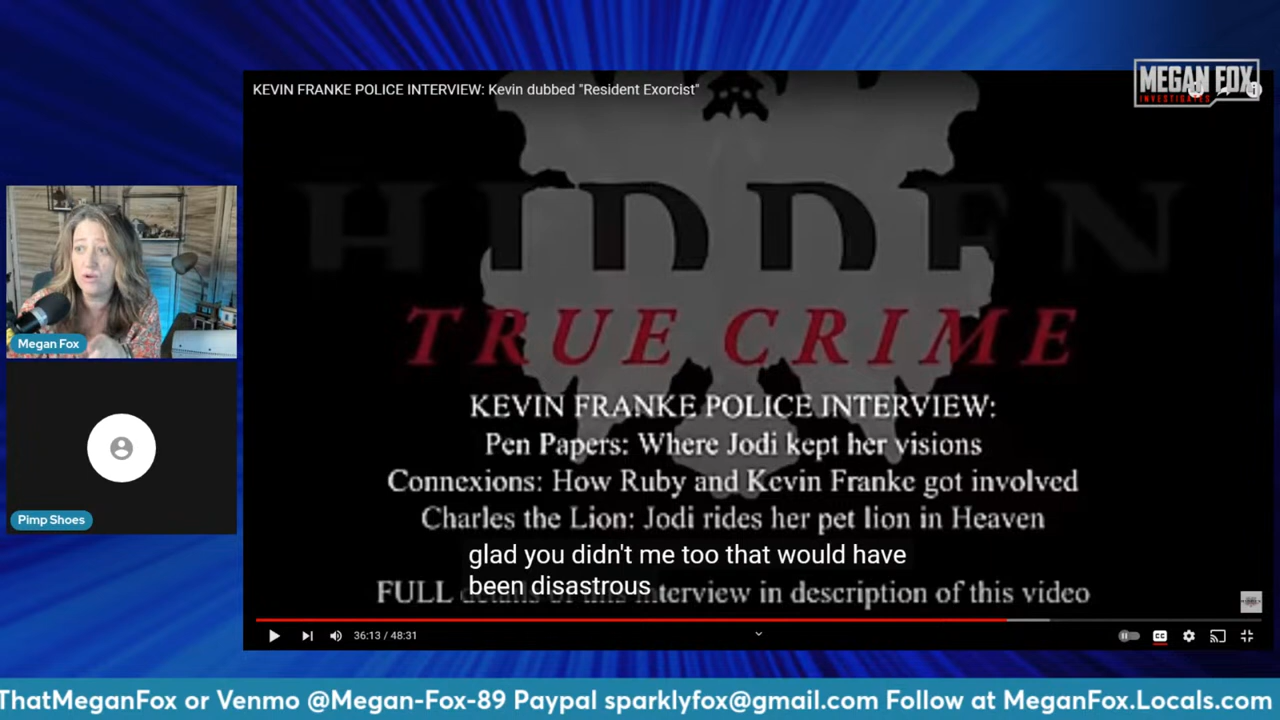 KEVIN FRANKE POLICE INTERVIEW: Kevin dubbed "Resident Exorcist"
MEGAN FOX
INVESTIGATES
HIDDEN
TRUE CRIME
KEVIN FRANKE POLICE INTERVIEW:
Pen Papers: Where Jodi kept her visions
Connexions: How Ruby and Kevin Franke got involved
Charles the Lion: Jodi rides her pet lion in Heaven
glad you didn't me too that would have
been disastrous
FULL details of this interview in description of this video
Megan Fox
Pimp Shoes
36:13 / 48:31
CC
ThatMeganFox or Venmo @Megan-Fox-89 Paypal sparklyfox@gmail.com Follow at MeganFox.Locals.com